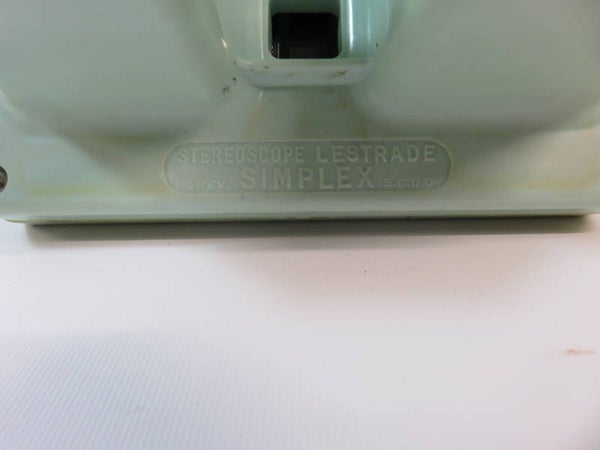 STEREOSCOPE LESTRADE
BREV. SIMPLEX S.G.D.G.